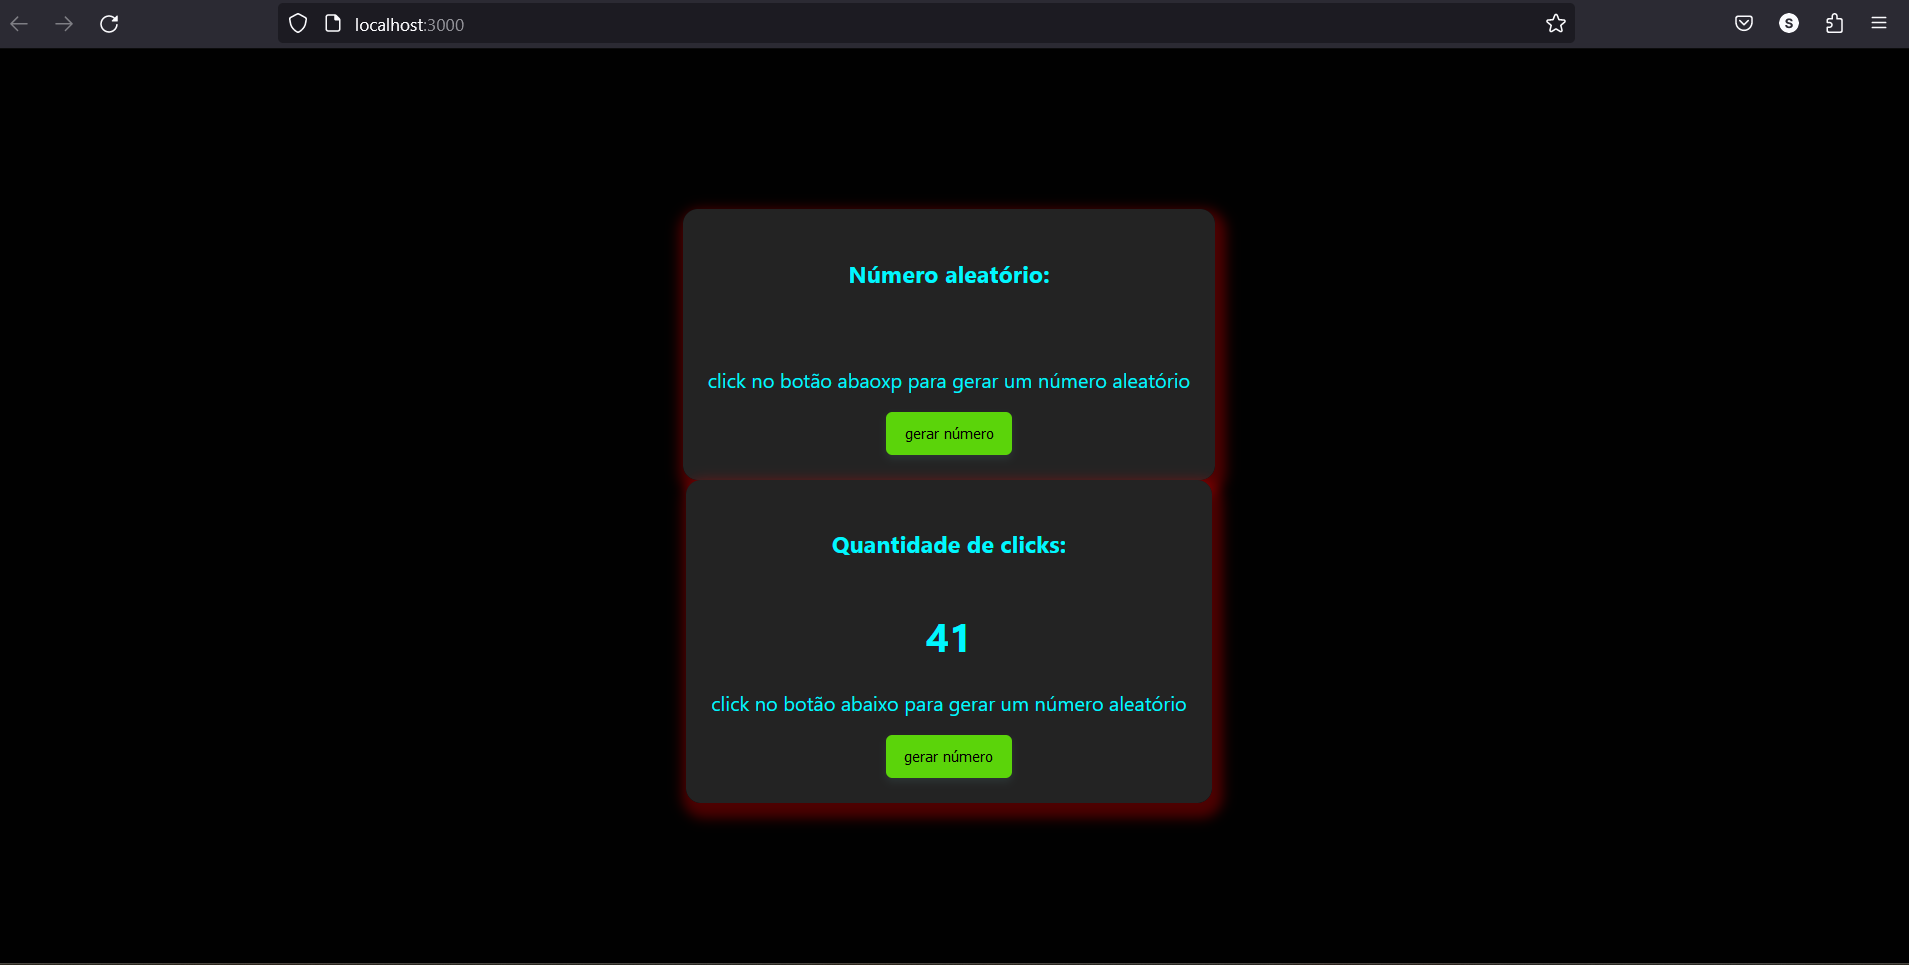 localhost:3000
S
Número aleatório:
click no botão abaoxp para gerar um número aleatório
gerar número
Quantidade de clicks:
41
click no botão abaixo para gerar um número aleatório
gerar número